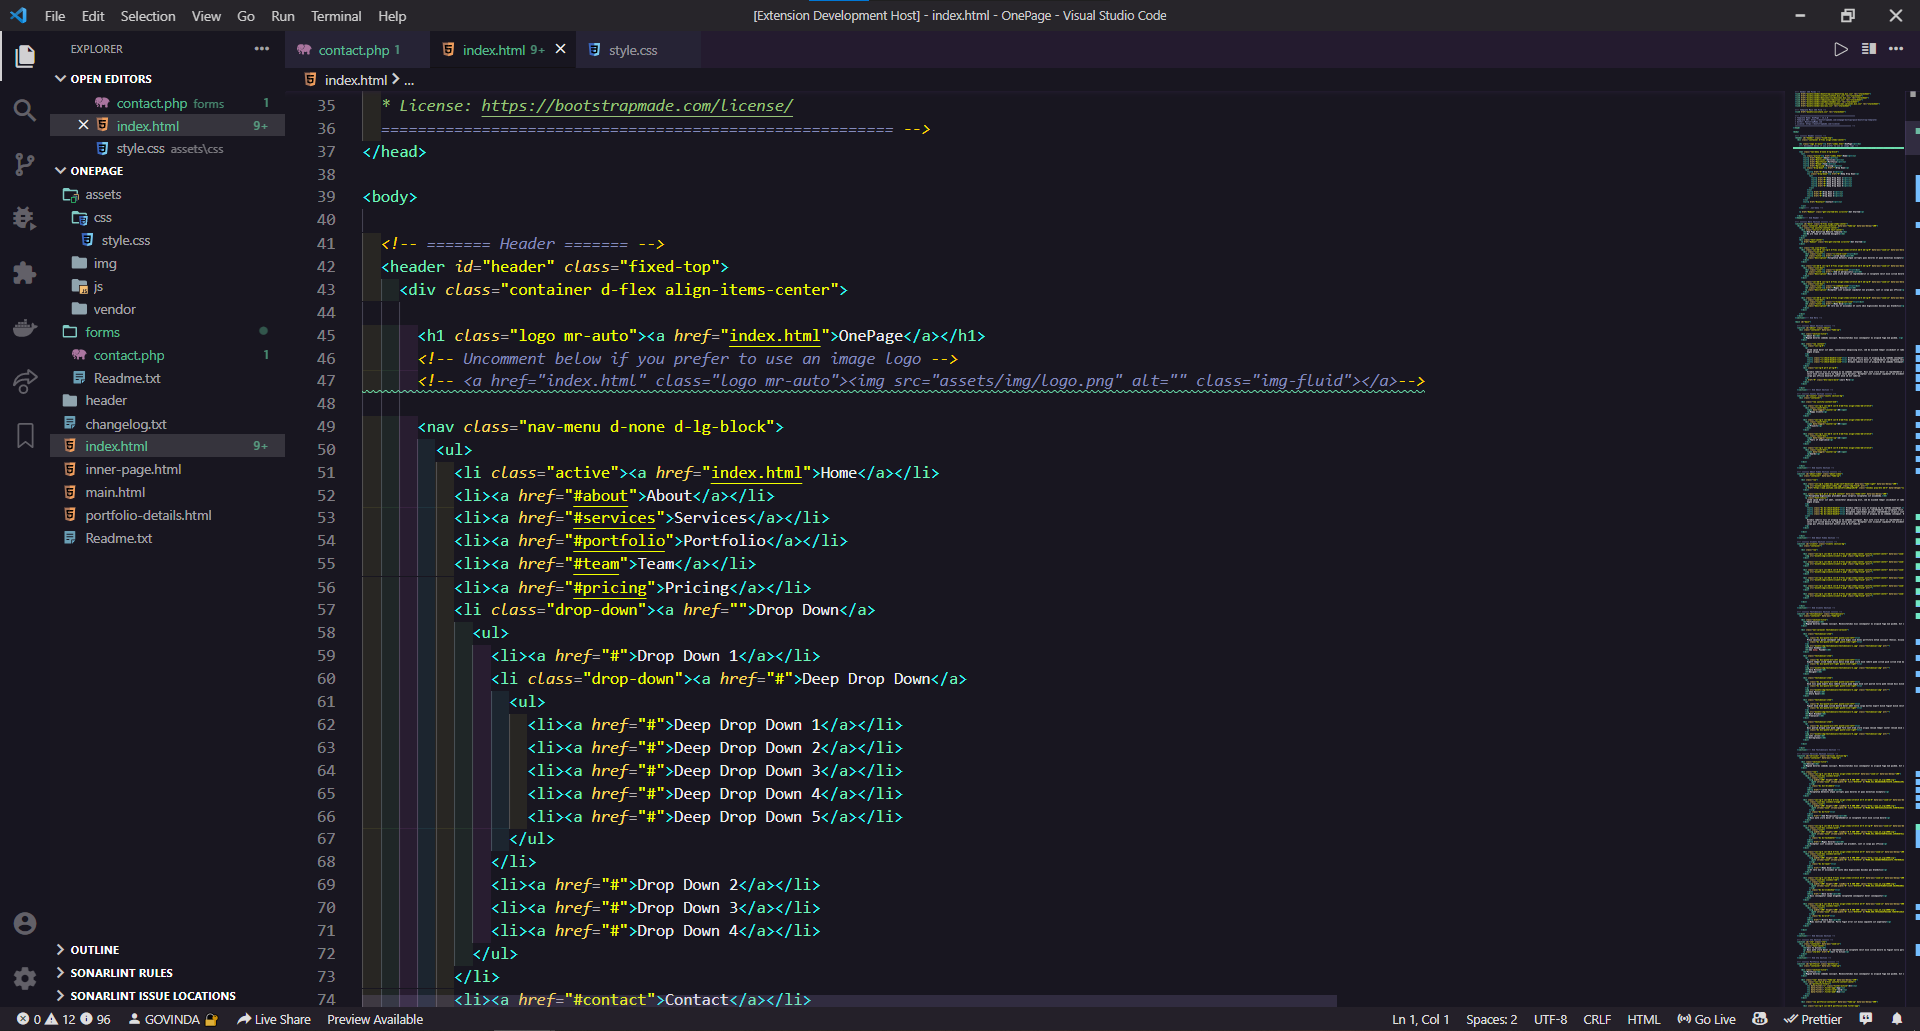 File Edit Selection View Go Run Terminal Help
[Extension Development Host] - index.html - OnePage - Visual Studio Code
EXPLORER
OPEN EDITORS
contact.php forms 1
index.html 9+
style.css assets\css
ONEPAGE
assets
css
style.css
img
js
vendor
forms
contact.php 1
Readme.txt
header
changelog.txt
index.html 9+
inner-page.html
main.html
portfolio-details.html
Readme.txt
OUTLINE
SONARLINT RULES
SONARLINT ISSUE LOCATIONS
contact.php 1 index.html 9+ style.css
index.html > ...
35 * License: https://bootstrapmade.com/license/
36 ======================================================== -->
37 </head>
38
39 <body>
40
41 <!-- ======= Header ======= -->
42 <header id="header" class="fixed-top">
43 <div class="container d-flex align-items-center">
44
45 <h1 class="logo mr-auto"><a href="index.html">OnePage</a></h1>
46 <!-- Uncomment below if you prefer to use an image logo -->
47 <!-- <a href="index.html" class="logo mr-auto"><img src="assets/img/logo.png" alt="" class="img-fluid"></a>-->
48
49 <nav class="nav-menu d-none d-lg-block">
50 <ul>
51 <li class="active"><a href="index.html">Home</a></li>
52 <li><a href="#about">About</a></li>
53 <li><a href="#services">Services</a></li>
54 <li><a href="#portfolio">Portfolio</a></li>
55 <li><a href="#team">Team</a></li>
56 <li><a href="#pricing">Pricing</a></li>
57 <li class="drop-down"><a href="">Drop Down</a>
58 <ul>
59 <li><a href="#">Drop Down 1</a></li>
60 <li class="drop-down"><a href="#">Deep Drop Down</a>
61 <ul>
62 <li><a href="#">Deep Drop Down 1</a></li>
63 <li><a href="#">Deep Drop Down 2</a></li>
64 <li><a href="#">Deep Drop Down 3</a></li>
65 <li><a href="#">Deep Drop Down 4</a></li>
66 <li><a href="#">Deep Drop Down 5</a></li>
67 </ul>
68 </li>
69 <li><a href="#">Drop Down 2</a></li>
70 <li><a href="#">Drop Down 3</a></li>
71 <li><a href="#">Drop Down 4</a></li>
72 </ul>
73 </li>
74 <li><a href="#contact">Contact</a></li>
0 12 96 GOVINDA Live Share Preview Available Ln 1, Col 1 Spaces: 2 UTF-8 CRLF HTML Go Live Prettier